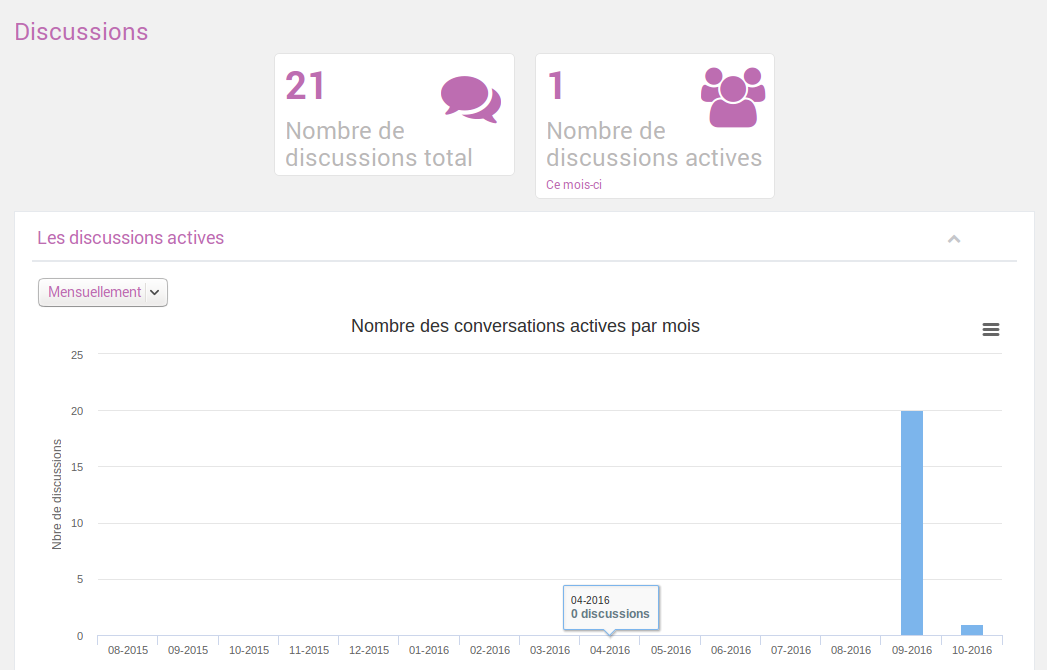 Discussions
21
Nombre de
discussions total
1
Nombre de
discussions actives
Ce mois-ci
Les discussions actives
Mensuellement
Nombre des conversations actives par mois
Nbre de discussions
25
20
15
10
5
0
04-2016
0 discussions
08-2015 09-2015 10-2015 11-2015 12-2015 01-2016 02-2016 03-2016 04-2016 05-2016 06-2016 07-2016 08-2016 09-2016 10-2016